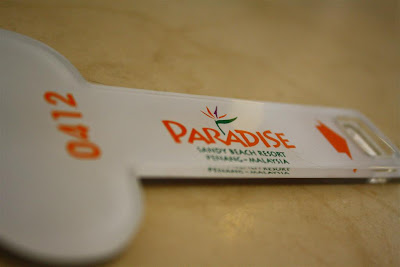 0412
PARADISE
SANDY BEACH RESORT
PENANG - MALAYSIA